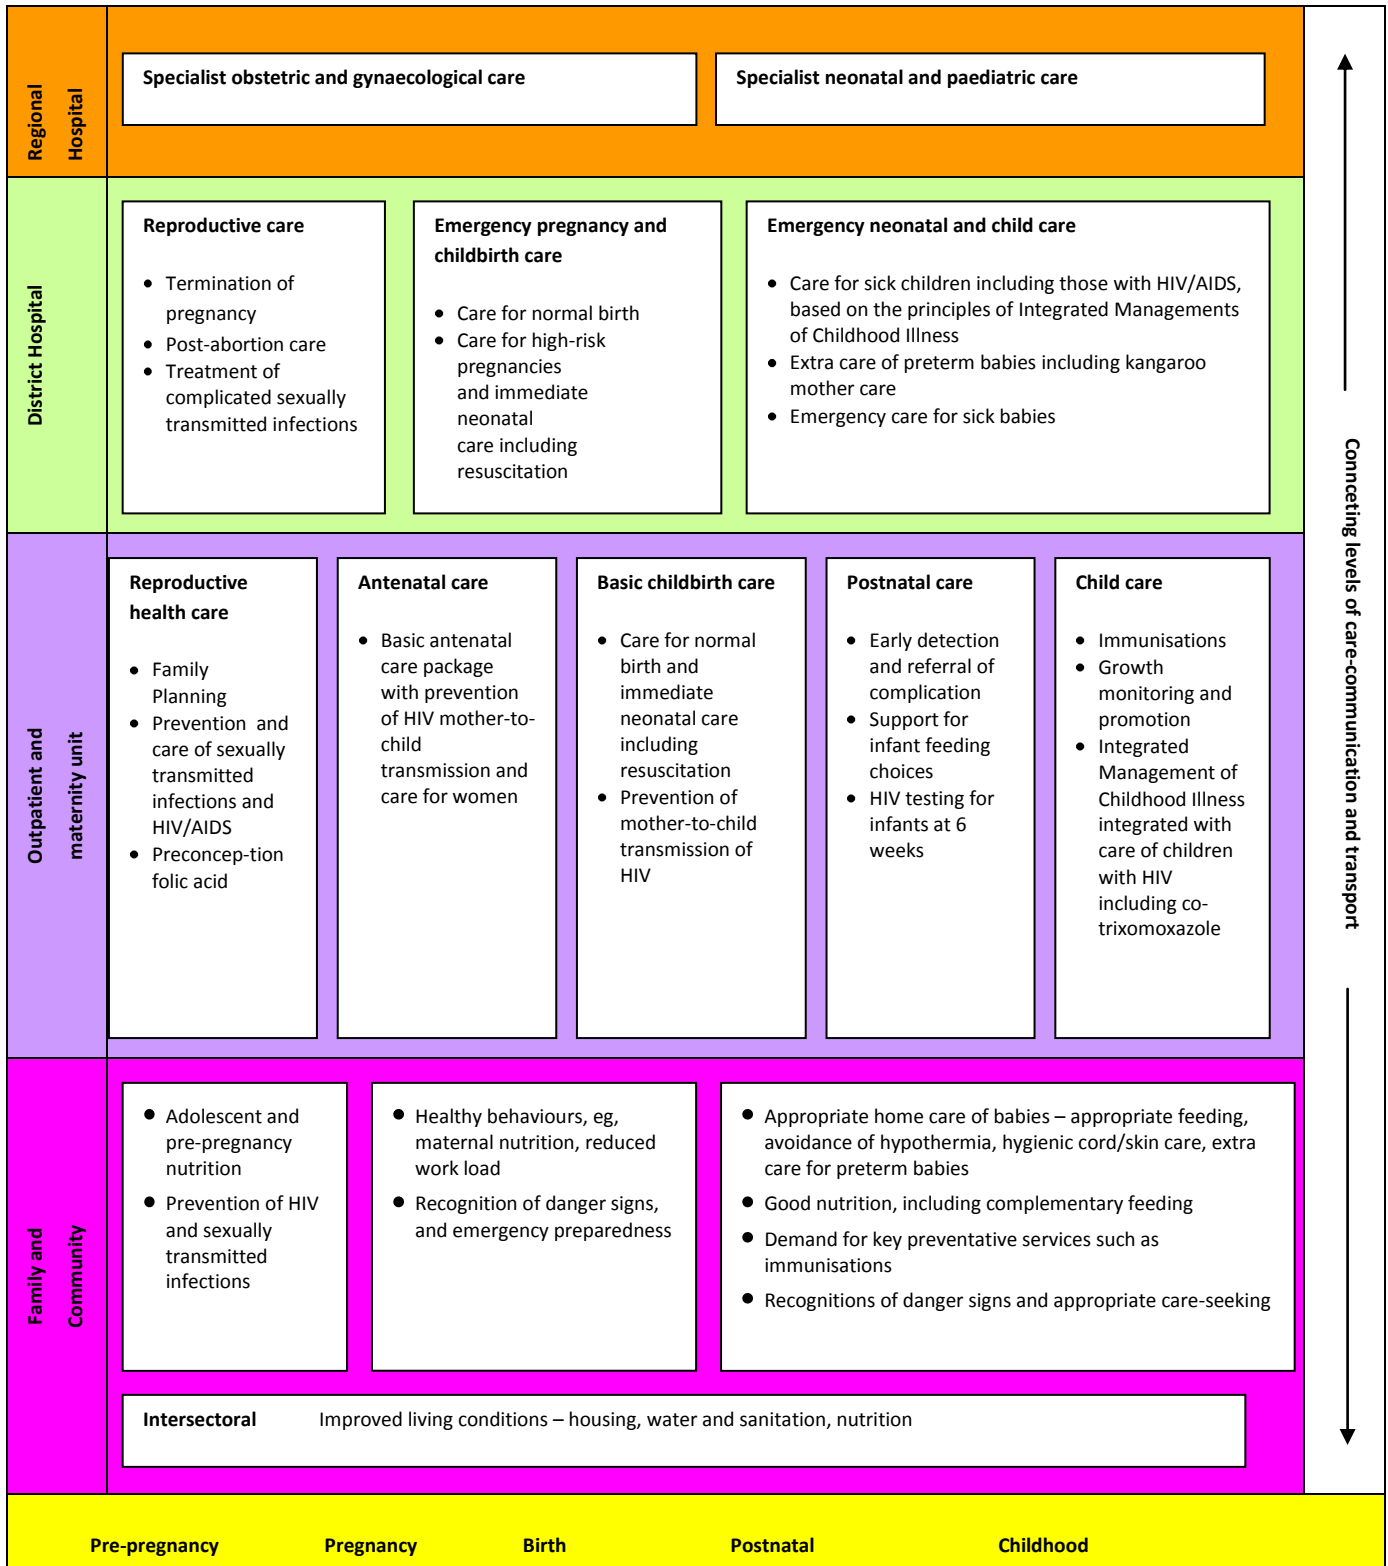 Regional
Hospital
Specialist obstetric and gynaecological care
Specialist neonatal and paediatric care
District Hospital
Reproductive care
• Termination of
pregnancy
• Post-abortion care
• Treatment of
complicated sexually
transmitted infections
Emergency pregnancy and
childbirth care
• Care for normal birth
• Care for high-risk
pregnancies
and immediate
neonatal
care including
resuscitation
Emergency neonatal and child care
• Care for sick children including those with HIV/AIDS,
based on the principles of Integrated Managements
of Childhood Illness
• Extra care of preterm babies including kangaroo
mother care
• Emergency care for sick babies
Outpatient and
maternity unit
Reproductive
health care
• Family
Planning
• Prevention and
care of sexually
transmitted
infections and
HIV/AIDS
• Preconcep-tion
folic acid
Antenatal care
• Basic antenatal
care package
with prevention
of HIV mother-to-
child
transmission and
care for women
Basic childbirth care
• Care for normal
birth and
immediate
neonatal care
including
resuscitation
• Prevention of
mother-to-child
transmission of
HIV
Postnatal care
• Early detection
and referral of
complication
• Support for
infant feeding
choices
• HIV testing for
infants at 6
weeks
Child care
• Immunisations
• Growth
monitoring and
promotion
• Integrated
Management of
Childhood Illness
integrated with
care of children
with HIV
including co-
trixomoxazole
Family and
Community
• Adolescent and
pre-pregnancy
nutrition
• Prevention of HIV
and sexually
transmitted
infections
• Healthy behaviours, eg,
maternal nutrition, reduced
work load
• Recognition of danger signs,
and emergency preparedness
• Appropriate home care of babies – appropriate feeding,
avoidance of hypothermia, hygienic cord/skin care, extra
care for preterm babies
• Good nutrition, including complementary feeding
• Demand for key preventative services such as
immunisations
• Recognitions of danger signs and appropriate care-seeking
Intersectoral Improved living conditions – housing, water and sanitation, nutrition
Connceting levels of care-communication and transport
Pre-pregnancy Pregnancy Birth Postnatal Childhood